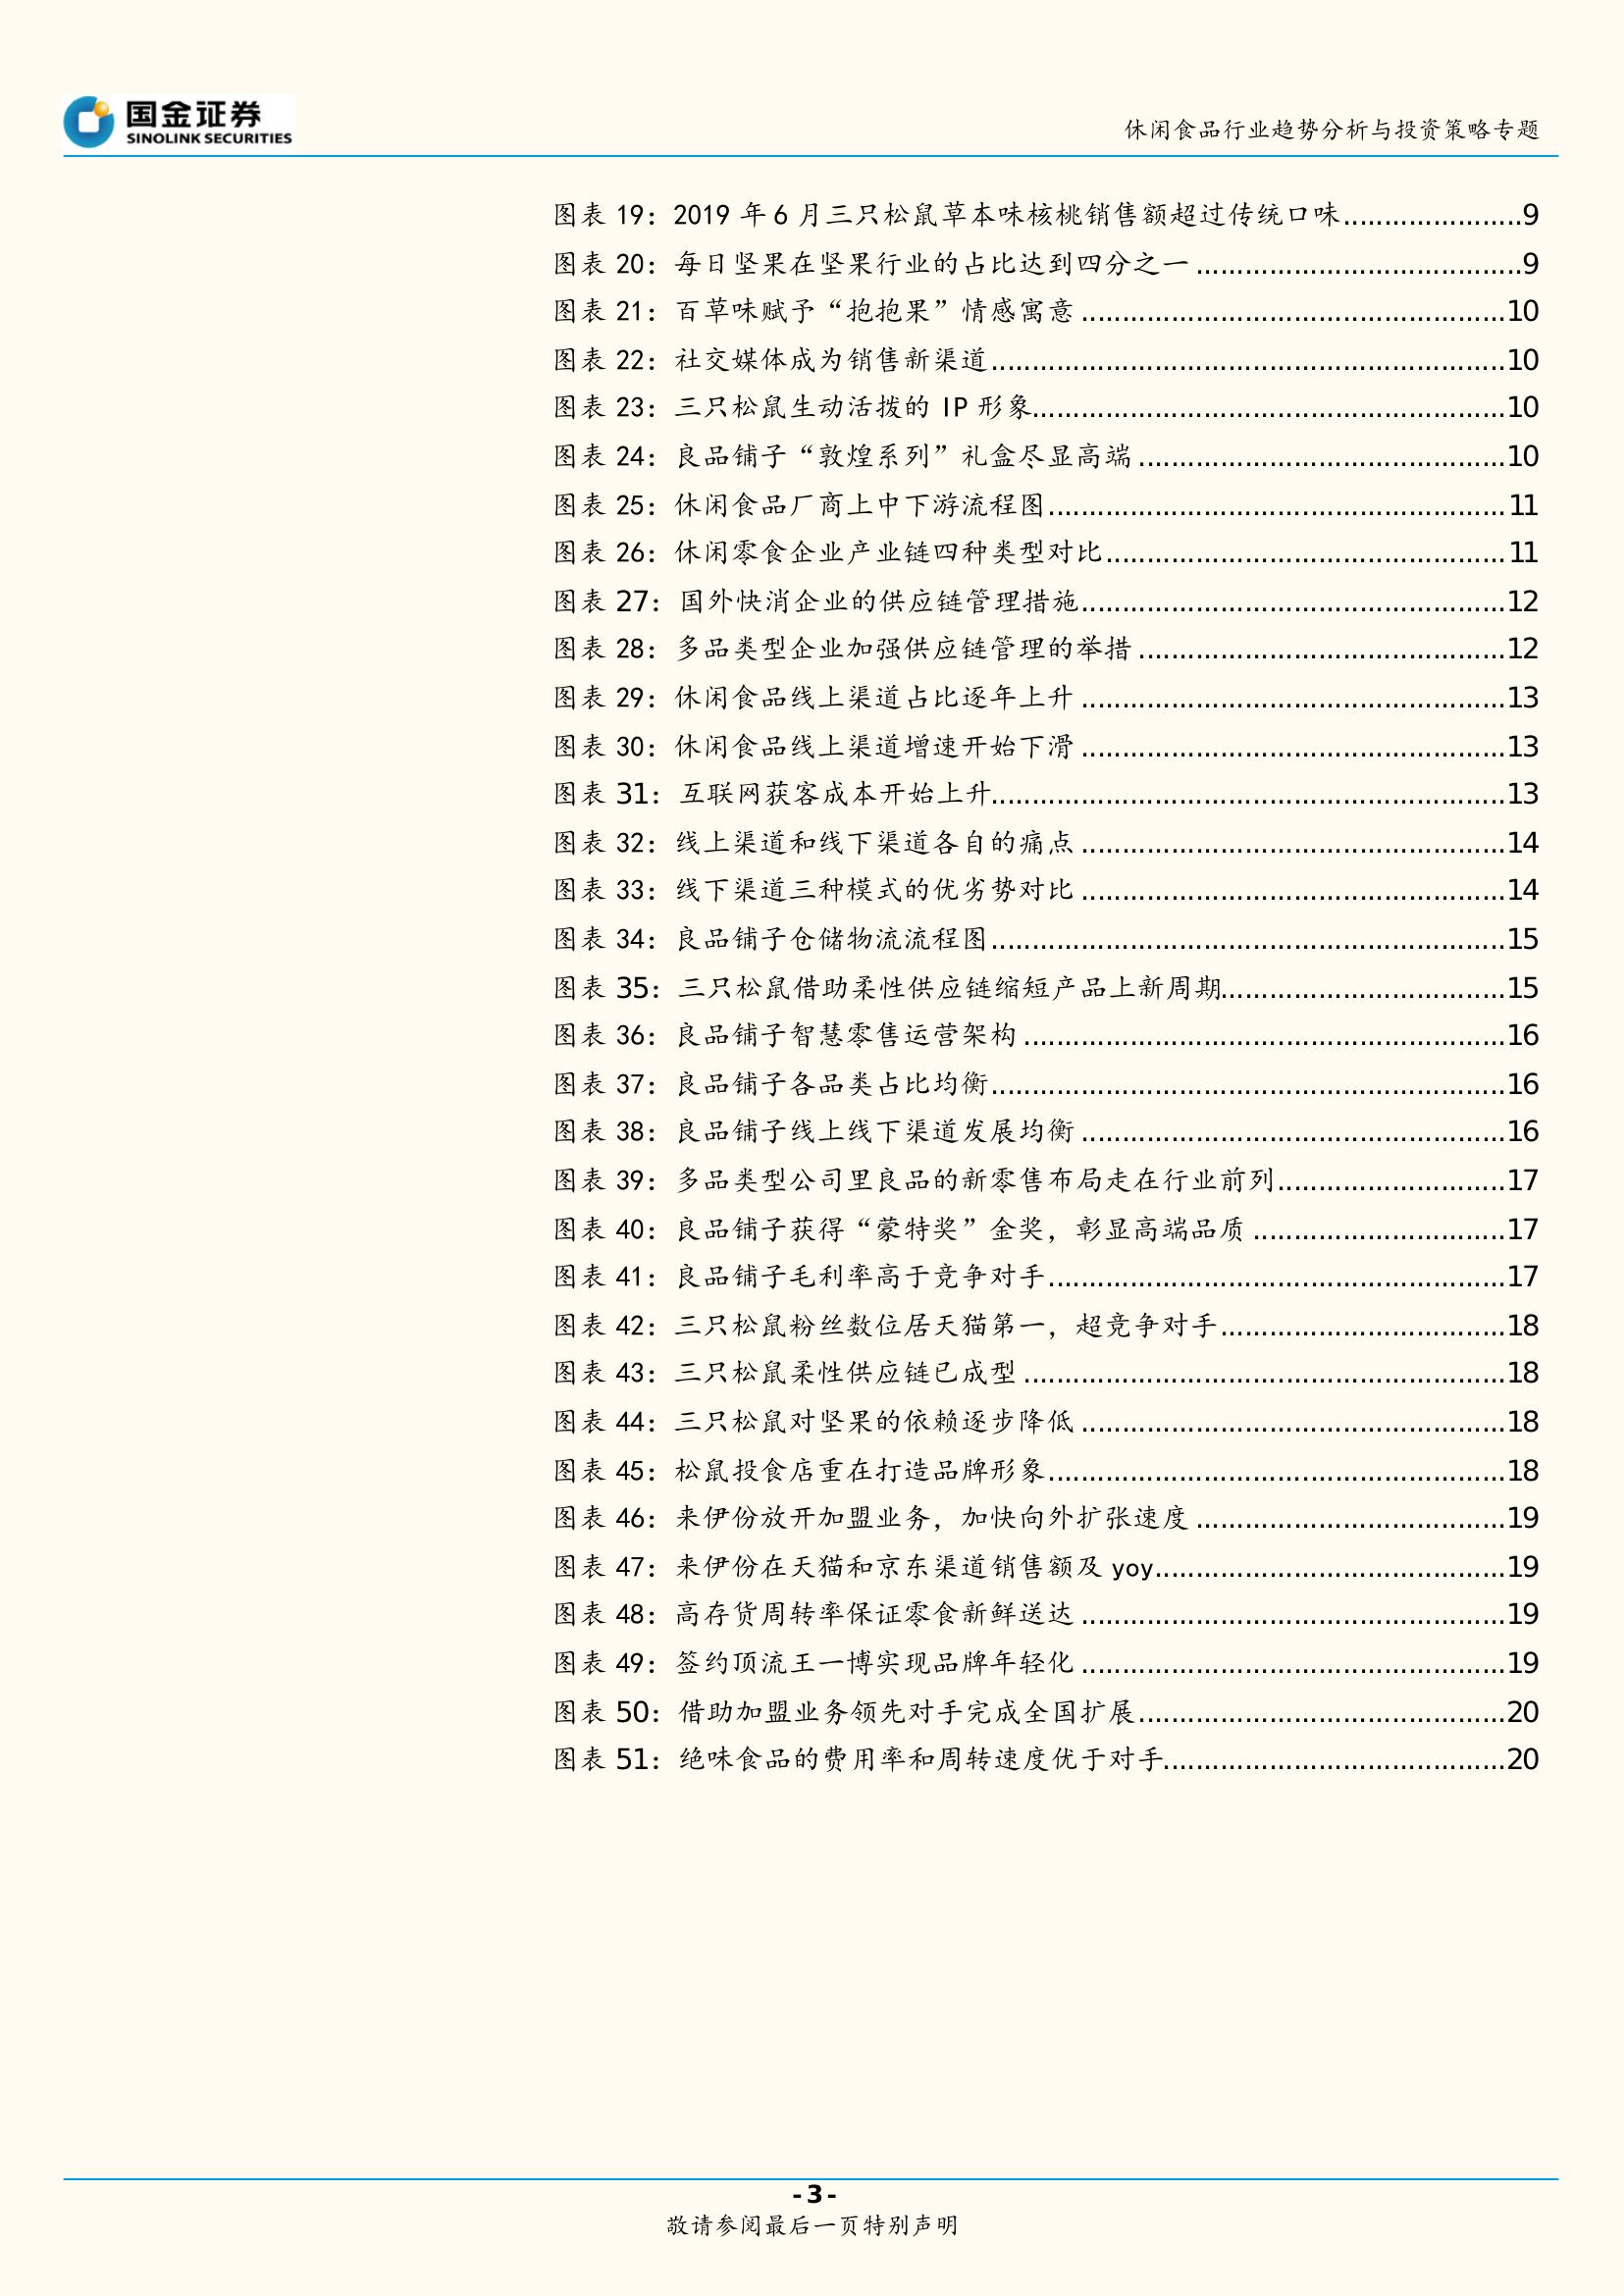 国金证券
SINOLINK SECURITIES
休闲食品行业趋势分析与投资策略专题
图表 19：2019 年 6 月三只松鼠草本味核桃销售额超过传统口味......................9
图表 20：每日坚果在坚果行业的占比达到四分之一........................................9
图表 21：百草味赋予“抱抱果”情感寓意....................................................10
图表 22：社交媒体成为销售新渠道...............................................................10
图表 23：三只松鼠生动活拨的 IP 形象..........................................................10
图表 24：良品铺子“敦煌系列”礼盒尽显高端.............................................10
图表 25：休闲食品厂商上中下游流程图........................................................11
图表 26：休闲零食企业产业链四种类型对比.................................................11
图表 27：国外快消企业的供应链管理措施....................................................12
图表 28：多品类型企业加强供应链管理的举措.............................................12
图表 29：休闲食品线上渠道占比逐年上升....................................................13
图表 30：休闲食品线上渠道增速开始下滑....................................................13
图表 31：互联网获客成本开始上升...............................................................13
图表 32：线上渠道和线下渠道各自的痛点....................................................14
图表 33：线下渠道三种模式的优劣势对比....................................................14
图表 34：良品铺子仓储物流流程图...............................................................15
图表 35：三只松鼠借助柔性供应链缩短产品上新周期...................................15
图表 36：良品铺子智慧零售运营架构...........................................................16
图表 37：良品铺子各品类占比均衡...............................................................16
图表 38：良品铺子线上线下渠道发展均衡....................................................16
图表 39：多品类型公司里良品的新零售布局走在行业前列............................17
图表 40：良品铺子获得“蒙特奖”金奖，彰显高端品质...............................17
图表 41：良品铺子毛利率高于竞争对手........................................................17
图表 42：三只松鼠粉丝数位居天猫第一，超竞争对手...................................18
图表 43：三只松鼠柔性供应链已成型...........................................................18
图表 44：三只松鼠对坚果的依赖逐步降低....................................................18
图表 45：松鼠投食店重在打造品牌形象........................................................18
图表 46：来伊份放开加盟业务，加快向外扩张速度......................................19
图表 47：来伊份在天猫和京东渠道销售额及 yoy...........................................19
图表 48：高存货周转率保证零食新鲜送达....................................................19
图表 49：签约顶流王一博实现品牌年轻化....................................................19
图表 50：借助加盟业务领先对手完成全国扩展.............................................20
图表 51：绝味食品的费用率和周转速度优于对手..........................................20
- 3 -
敬请参阅最后一页特别声明